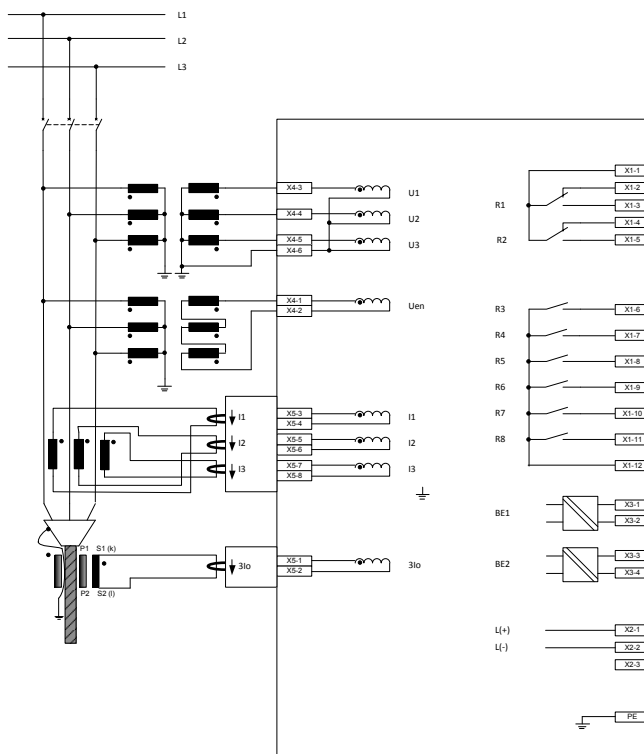 L1
L2
L3
X1-1
X4-3
U1
X1-2
R1
X1-3
X4-4
U2
X1-4
X4-5
U3
R2
X1-5
X4-6
X4-1
Uen
X4-2
R3
X1-6
R4
X1-7
R5
X1-8
R6
X1-9
I1
X5-3
I1
R7
X1-10
X5-4
I2
X5-5
I2
R8
X1-11
X5-6
I3
X5-7
I3
X1-12
X5-8
BE1
X3-1
X3-2
P1 S1 (k)
3Io
X5-1
3Io
BE2
X3-3
X5-2
X3-4
P2 S2 (l)
L(+)
X2-1
L(-)
X2-2
X2-3
PE